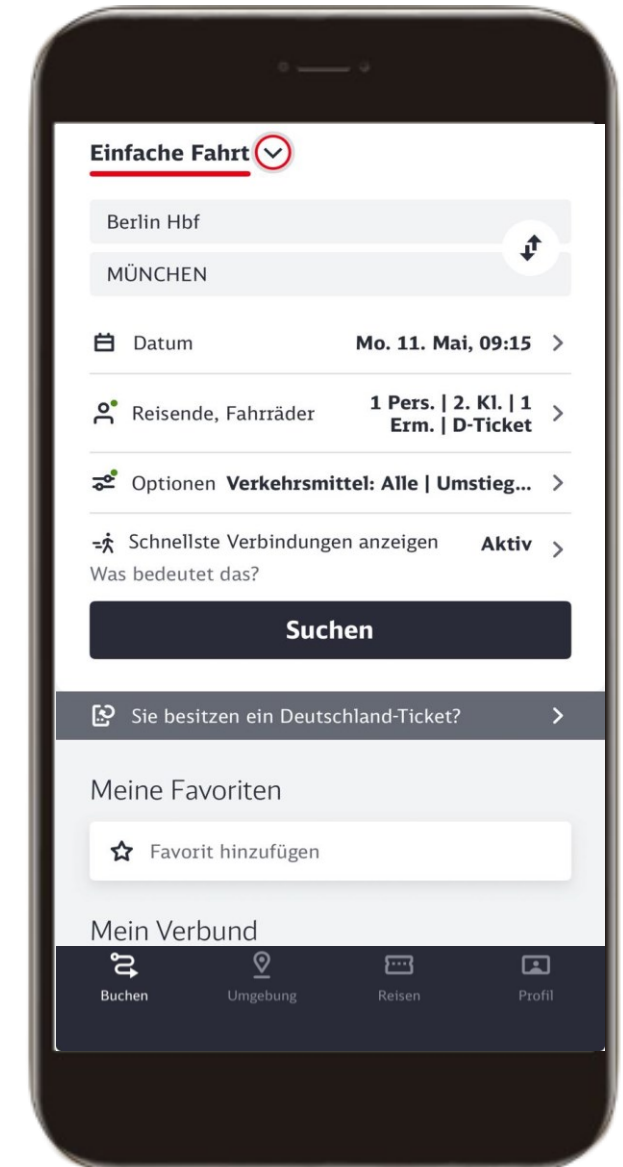 Einfache Fahrt
Berlin Hbf
MÜNCHEN
Datum Mo. 11. Mai, 09:15
Reisende, Fahrräder 1 Pers. | 2. Kl. | 1
Erm. | D-Ticket
Optionen Verkehrsmittel: Alle | Umstieg...
Schnellste Verbindungen anzeigen Aktiv
Was bedeutet das?
Suchen
Sie besitzen ein Deutschland-Ticket?
Meine Favoriten
Favorit hinzufügen
Mein Verbund
Buchen Umgebung Reisen Profil